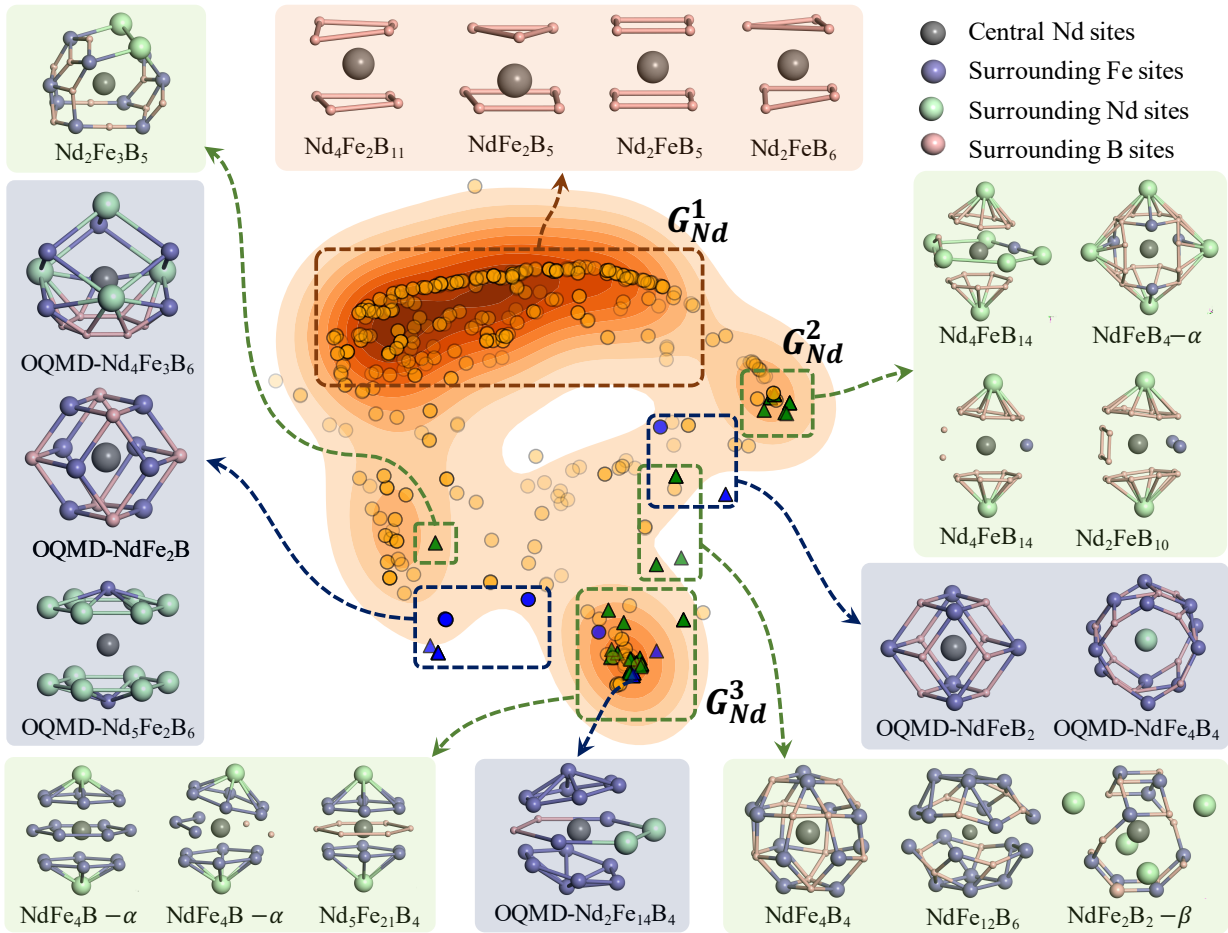 Nd₂Fe₃B₅
Nd₄Fe₂B₁₁
NdFe₂B₅
Nd₂FeB₅
Nd₂FeB₆
Central Nd sites
Surrounding Fe sites
Surrounding Nd sites
Surrounding B sites
OQMD-Nd₄Fe₃B₆
OQMD-NdFe₂B
OQMD-Nd₅Fe₂B₆
G¹Nd
G²Nd
G³Nd
Nd₄FeB₁₄
NdFeB₄−α
Nd₄FeB₁₄
Nd₂FeB₁₀
OQMD-NdFeB₂
OQMD-NdFe₄B₄
NdFe₄B −α
NdFe₄B −α
Nd₅Fe₂₁B₄
OQMD-Nd₂Fe₁₄B₄
NdFe₄B₄
NdFe₁₂B₆
NdFe₂B₂ −β